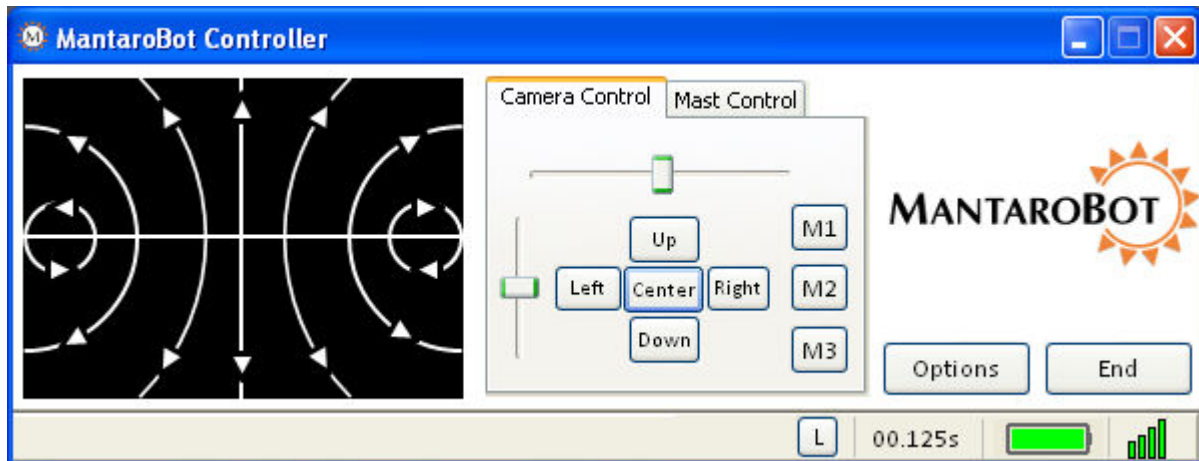 M MantaroBot Controller
Camera Control Mast Control
MANTAROBOT
Up M1
Left Center Right M2
Down M3
Options End
L 00.125s